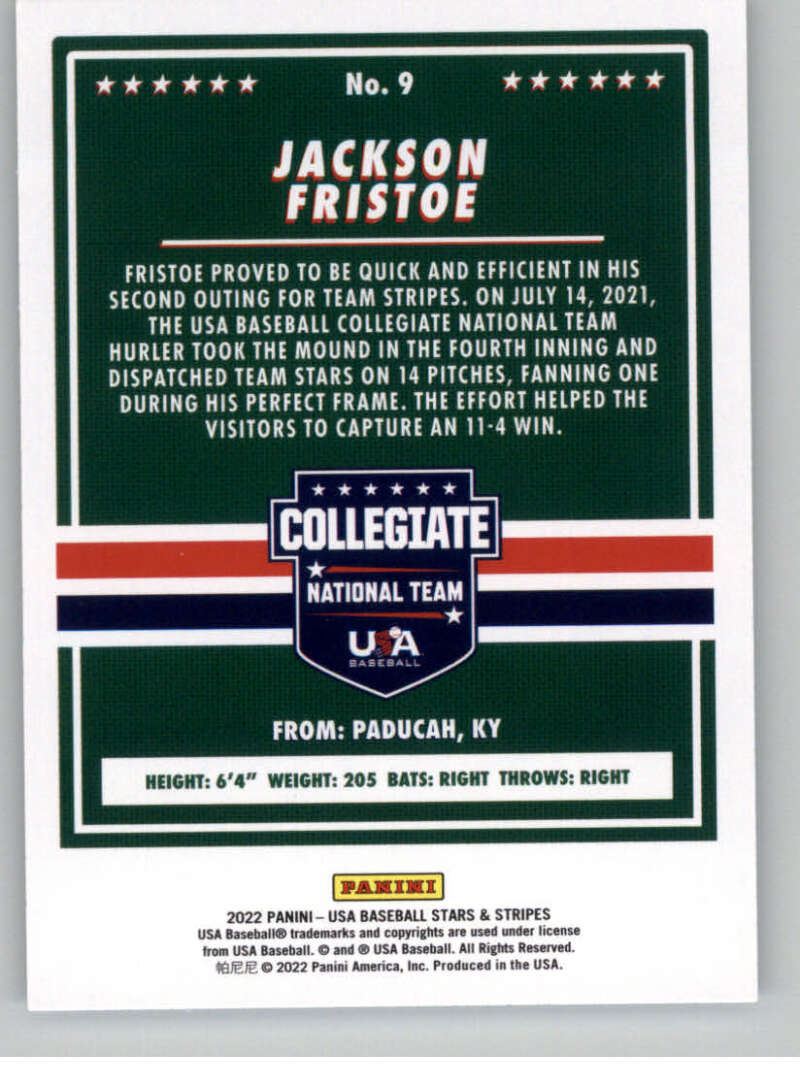 No. 9
JACKSON
FRISTOE
FRISTOE PROVED TO BE QUICK AND EFFICIENT IN HIS
SECOND OUTING FOR TEAM STRIPES. ON JULY 14, 2021,
THE USA BASEBALL COLLEGIATE NATIONAL TEAM
HURLER TOOK THE MOUND IN THE FOURTH INNING AND
DISPATCHED TEAM STARS ON 14 PITCHES, FANNING ONE
DURING HIS PERFECT FRAME. THE EFFORT HELPED THE
VISITORS TO CAPTURE AN 11-4 WIN.
COLLEGIATE
NATIONAL TEAM
USA
BASEBALL
FROM: PADUCAH, KY
HEIGHT: 6'4" WEIGHT: 205 BATS: RIGHT THROWS: RIGHT
PANINI
2022 PANINI – USA BASEBALL STARS & STRIPES
USA Baseball® trademarks and copyrights are used under license
from USA Baseball. © and ® USA Baseball. All Rights Reserved.
帕尼尼 © 2022 Panini America, Inc. Produced in the USA.